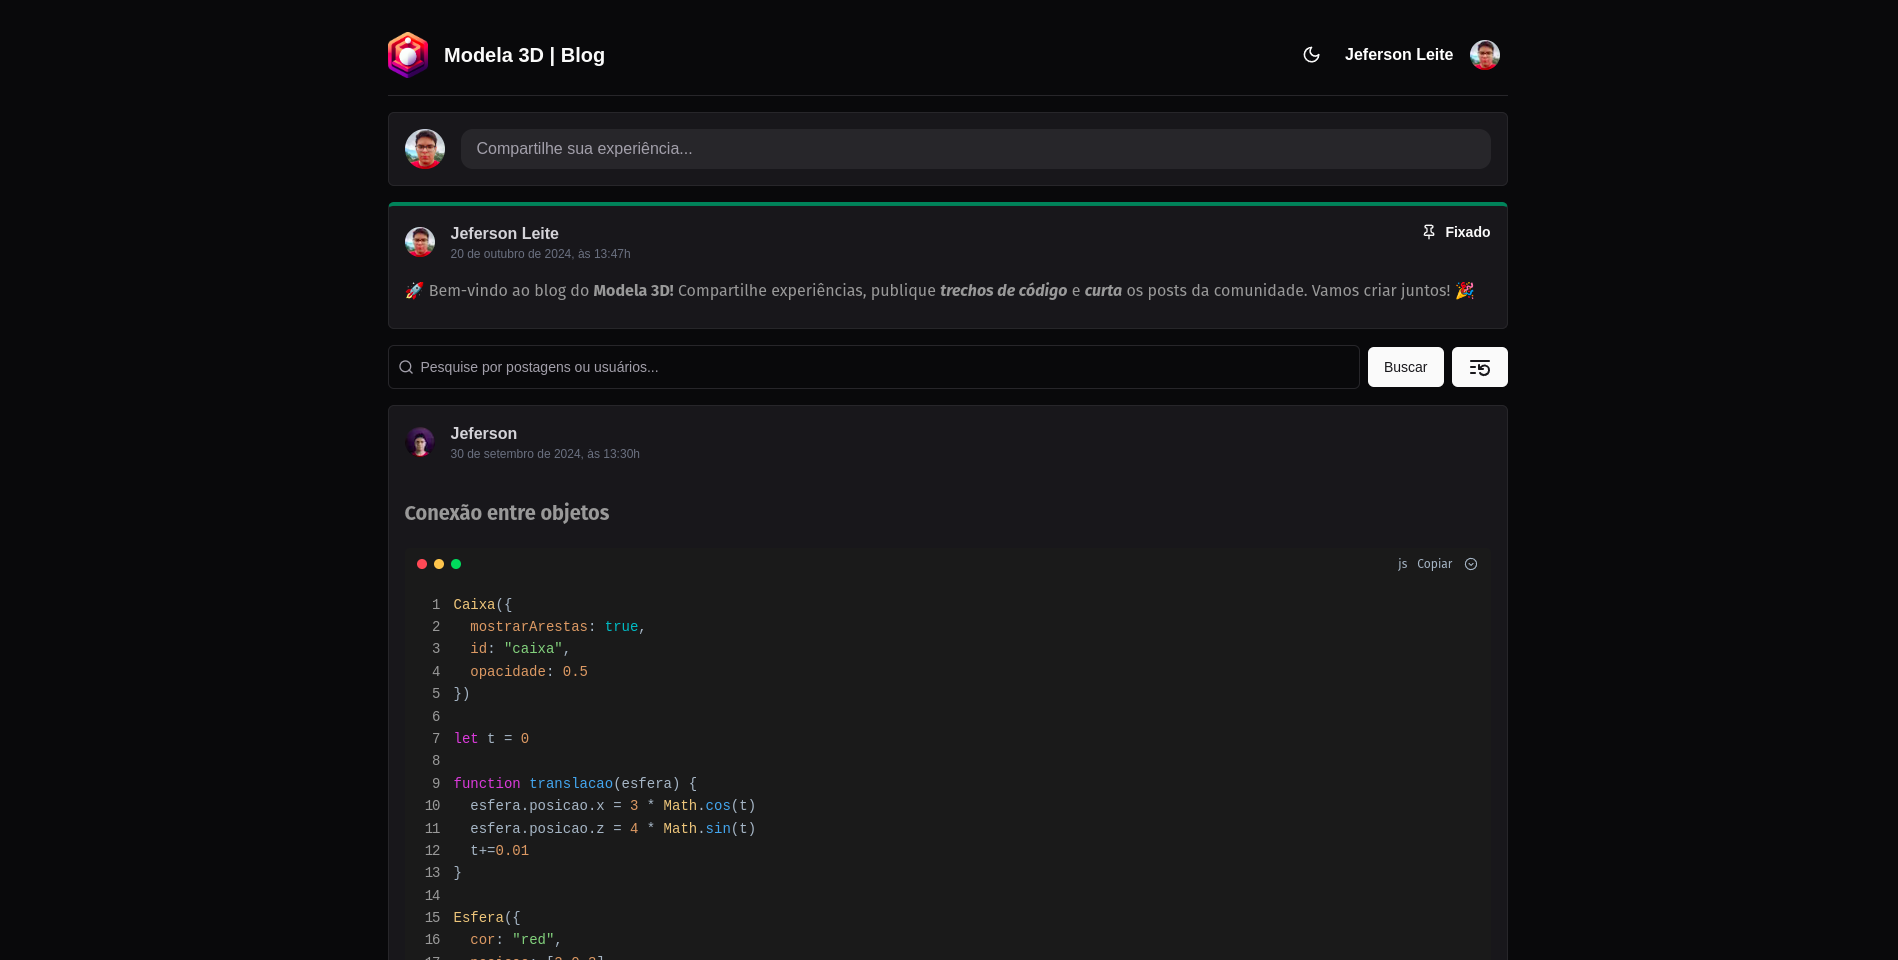 Modela 3D | Blog
Jeferson Leite
Compartilhe sua experiência...
Jeferson Leite
Fixado
20 de outubro de 2024, às 13:47h
🚀 Bem-vindo ao blog do Modela 3D! Compartilhe experiências, publique trechos de código e curta os posts da comunidade. Vamos criar juntos! 🎉
Pesquise por postagens ou usuários...
Buscar
Jeferson
30 de setembro de 2024, às 13:30h
Conexão entre objetos
js Copiar
1 Caixa({
2   mostrarArestas: true,
3   id: "caixa",
4   opacidade: 0.5
5 })
6
7 let t = 0
8
9 function translacao(esfera) {
10   esfera.posicao.x = 3 * Math.cos(t)
11   esfera.posicao.z = 4 * Math.sin(t)
12   t+=0.01
13 }
14
15 Esfera({
16   cor: "red",